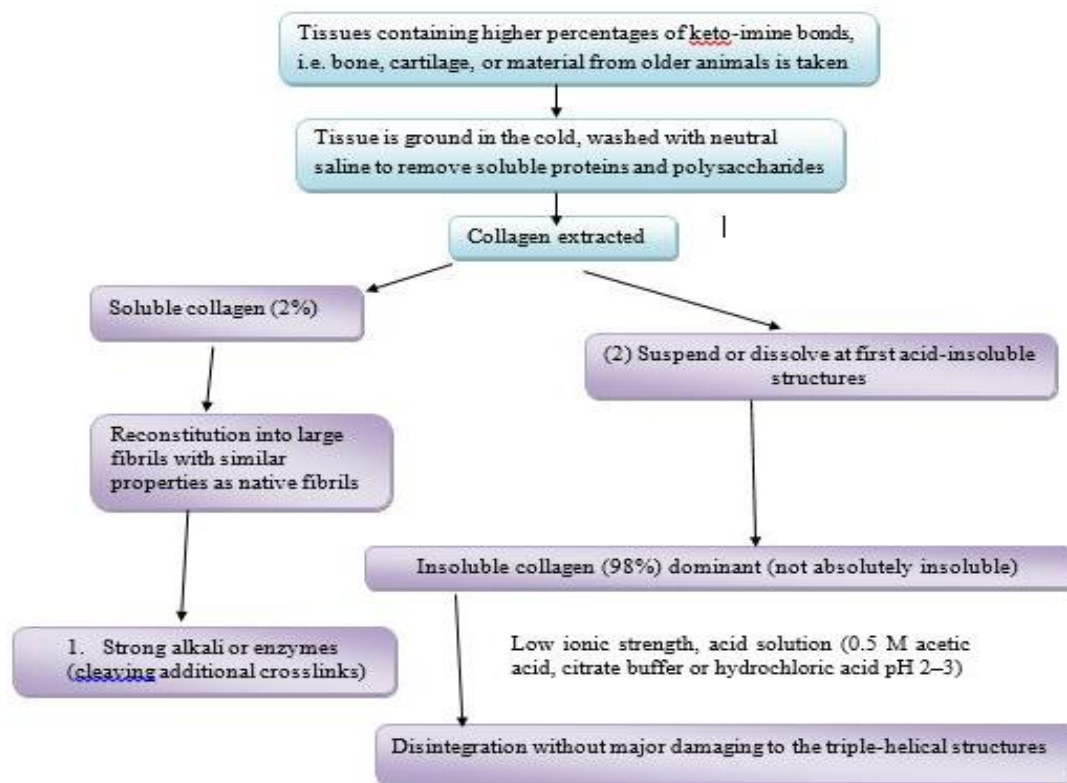 Tissues containing higher percentages of keto-imine bonds,
i.e. bone, cartilage, or material from older animals is taken
Tissue is ground in the cold, washed with neutral
saline to remove soluble proteins and polysaccharides
Collagen extracted
Soluble collagen (2%)
(2) Suspend or dissolve at first acid-insoluble
structures
Reconstitution into large
fibrils with similar
properties as native fibrils
Insoluble collagen (98%) dominant (not absolutely insoluble)
1. Strong alkali or enzymes
(cleaving additional crosslinks)
Low ionic strength, acid solution (0.5 M acetic
acid, citrate buffer or hydrochloric acid pH 2–3)
Disintegration without major damaging to the triple-helical structures